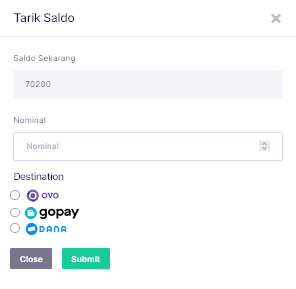 Tarik Saldo
Saldo Sekarang
70200
Nominal
Nominal
Destination
OVO
gopay
DANA
Close Submit